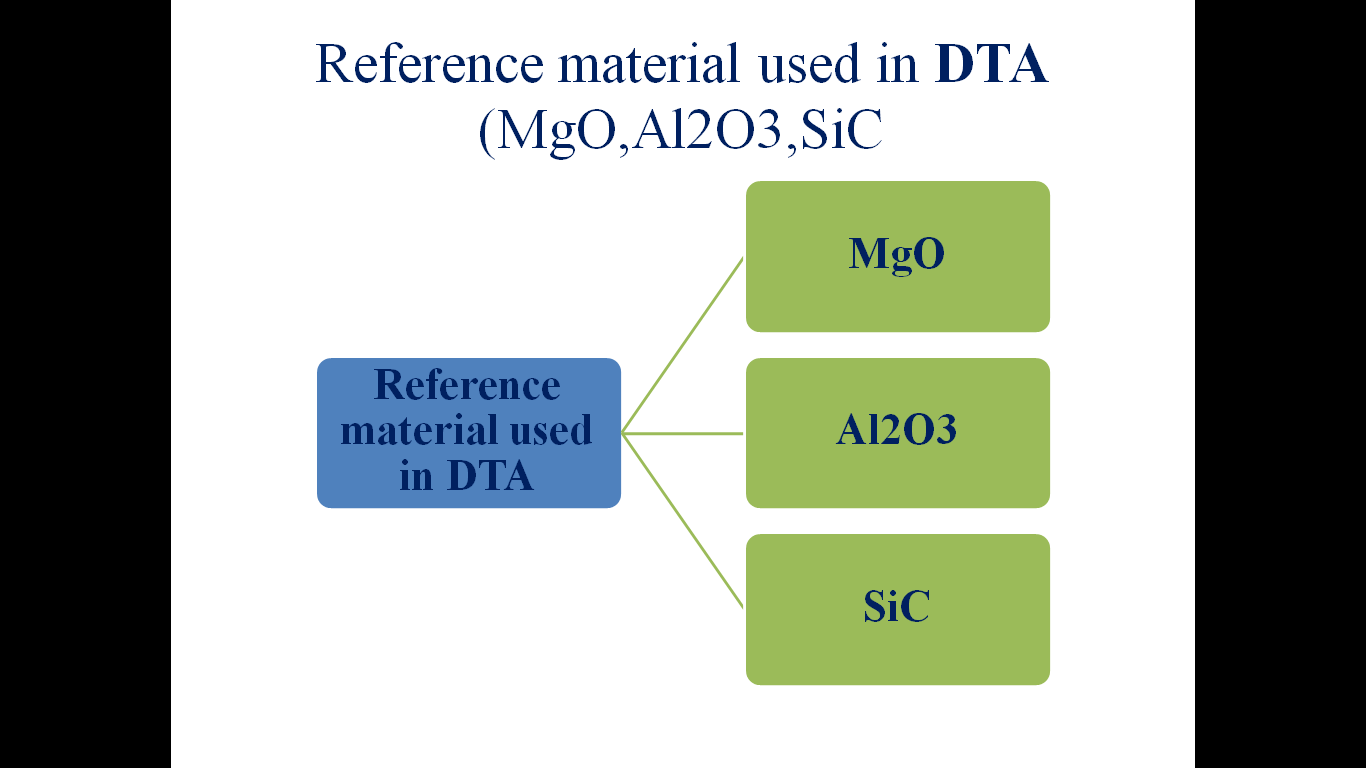 Reference material used in DTA
(MgO,Al2O3,SiC
MgO
Reference
material used
in DTA
Al2O3
SiC